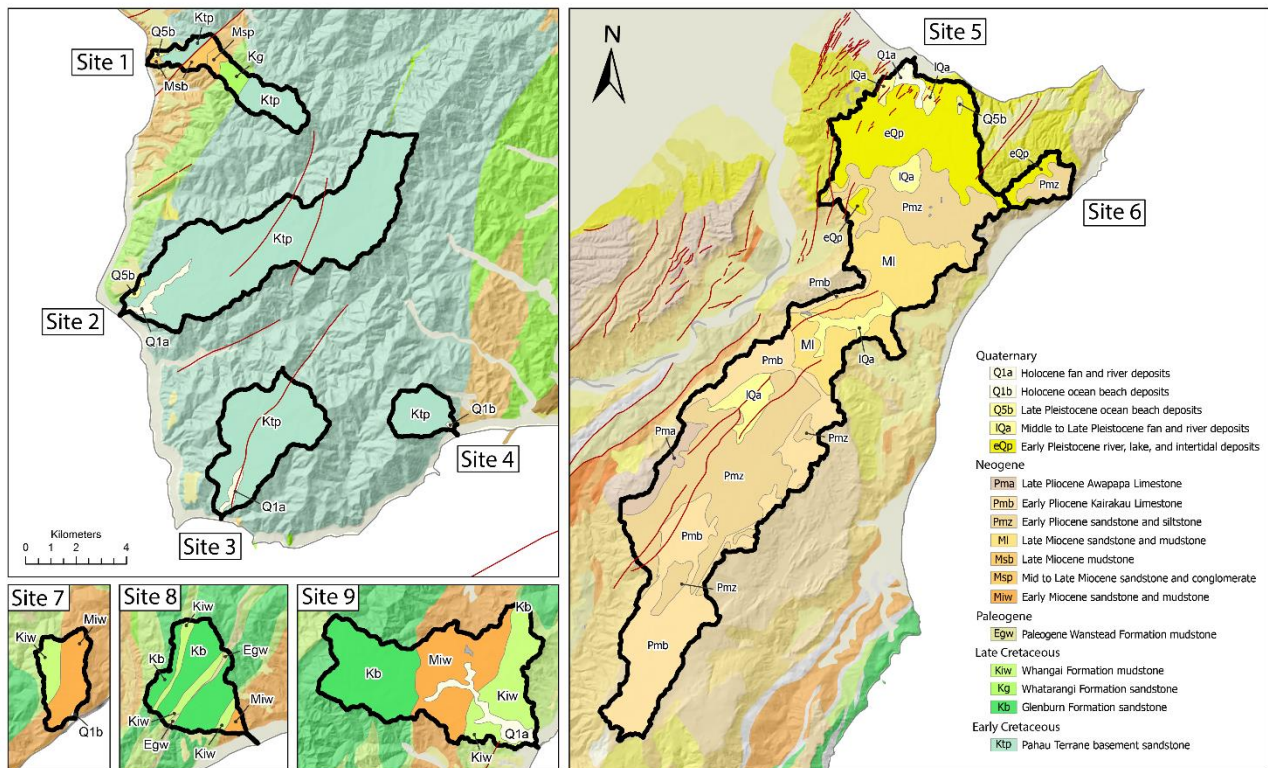 Site 1
Q5b
Ktp
Msp
Kg
Msb
Ktp
Ktp
Q5b
Site 2
Q1a
Ktp
Ktp
Q1b
Site 4
Q1a
Site 3
Kilometers
0 2 4
N
Site 5
Q1a
lQa
lQa
Q5b
eQp
eQp
lQa
Pmz
Pmz
Site 6
eQp
Ml
Pmb
Ml
lQa
Pmb
lQa
Pma
Pmz
Pmz
Pmb
Pmz
Pmb
Quaternary
Q1a Holocene fan and river deposits
Q1b Holocene ocean beach deposits
Q5b Late Pleistocene ocean beach deposits
lQa Middle to Late Pleistocene fan and river deposits
eQp Early Pleistocene river, lake, and intertidal deposits
Neogene
Pma Late Pliocene Awapapa Limestone
Pmb Early Pliocene Kairakau Limestone
Pmz Early Pliocene sandstone and siltstone
Ml Late Miocene sandstone and mudstone
Msb Late Miocene mudstone
Msp Mid to Late Miocene sandstone and conglomerate
Miw Early Miocene sandstone and mudstone
Paleogene
Egw Paleogene Wanstead Formation mudstone
Late Cretaceous
Kiw Whangai Formation mudstone
Kg Whatarangi Formation sandstone
Kb Glenburn Formation sandstone
Early Cretaceous
Ktp Pahau Terrane basement sandstone
Site 7
Miw
Kiw
Q1b
Site 8
Kiw
Kb
Kb
Egw
Miw
Kiw
Egw
Kiw
Site 9
Kb
Kb
Miw
Kiw
Q1a
Kiw